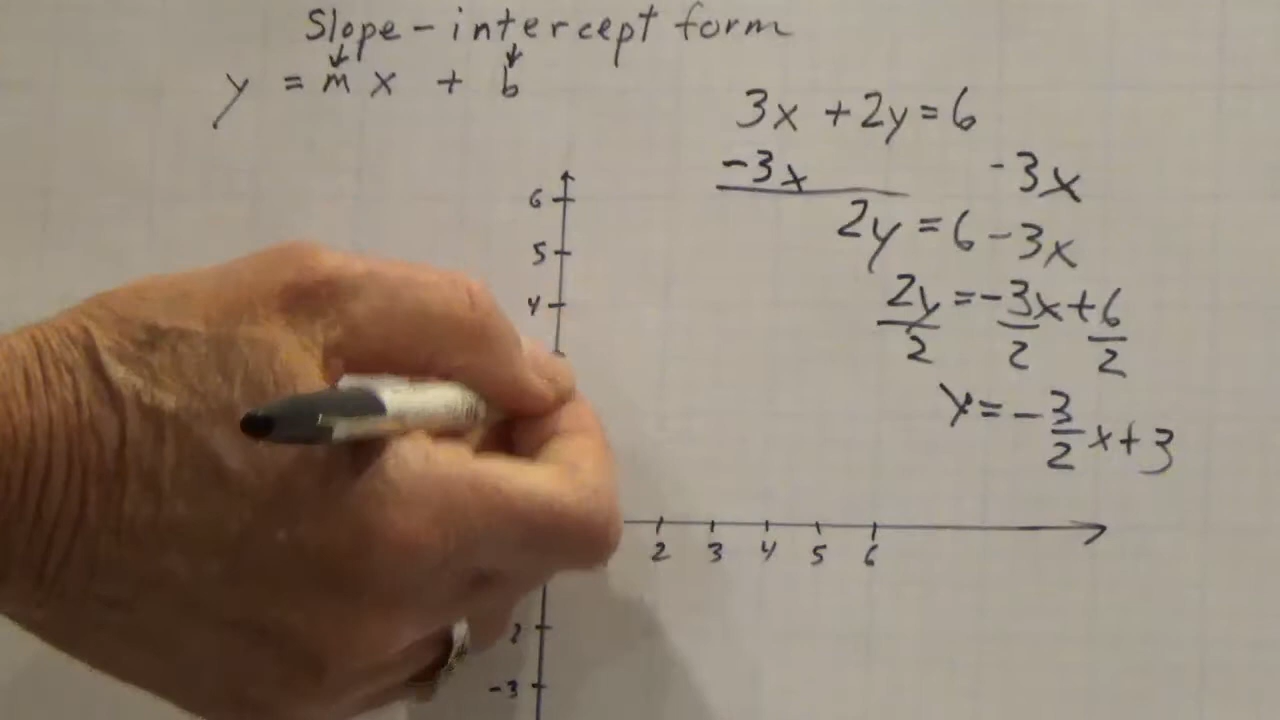 Slope-intercept form
y = mx + b
3x + 2y = 6
-3x -3x
2y = 6 - 3x
2y/2 = -3x/2 + 6/2
y = -3/2 x + 3
6
5
4
2 3 4 5 6
2
-3